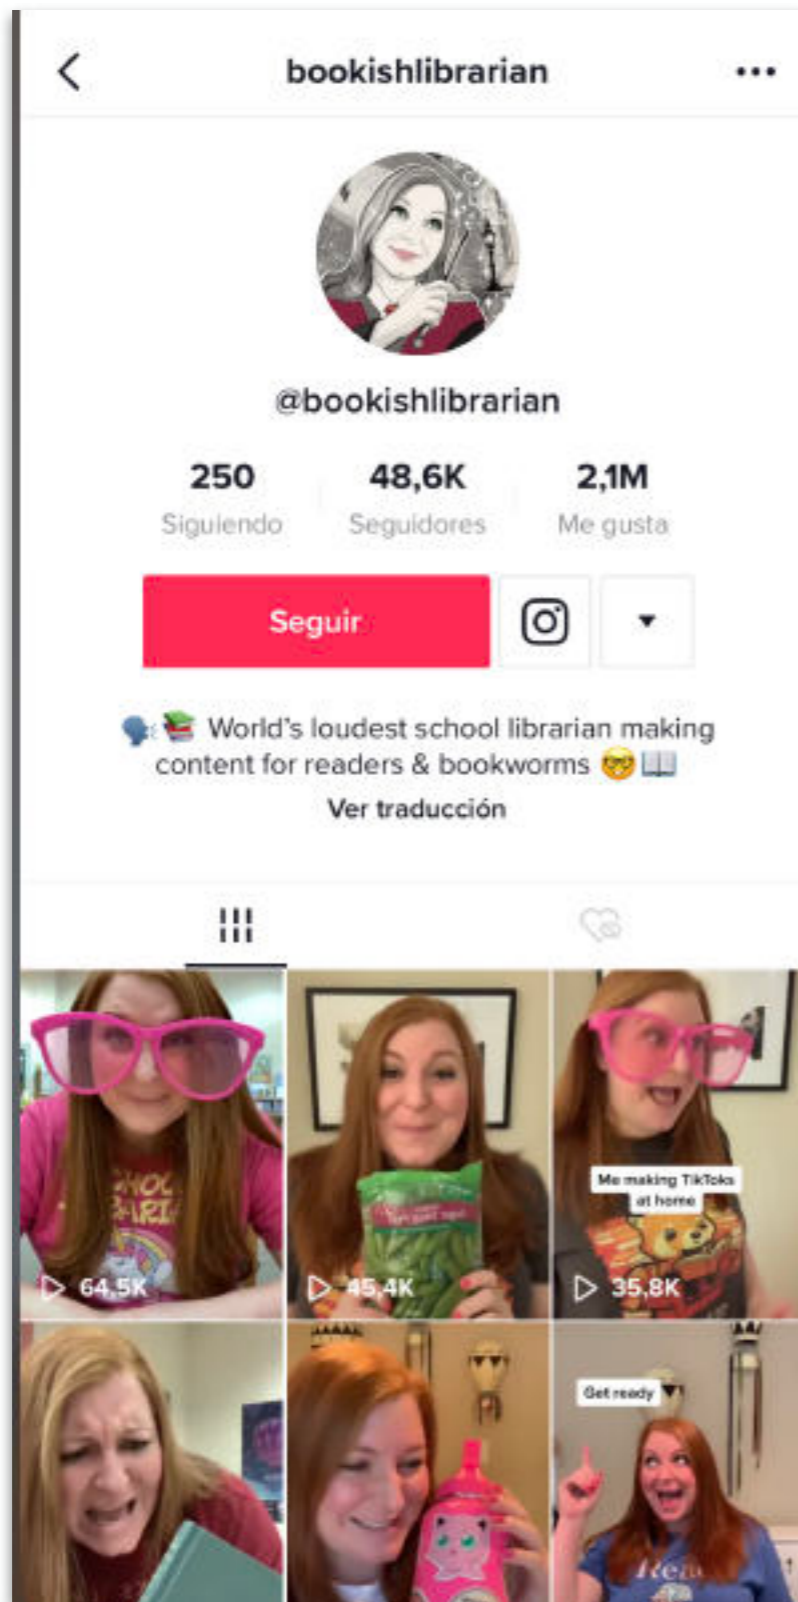 bookishlibrarian
@bookishlibrarian
250 48,6K 2,1M
Siguiendo Seguidores Me gusta
Seguir
World's loudest school librarian making
content for readers & bookworms
Ver traducción
64,5K
45,4K
Me making TikToks
at home
35,8K
Get ready